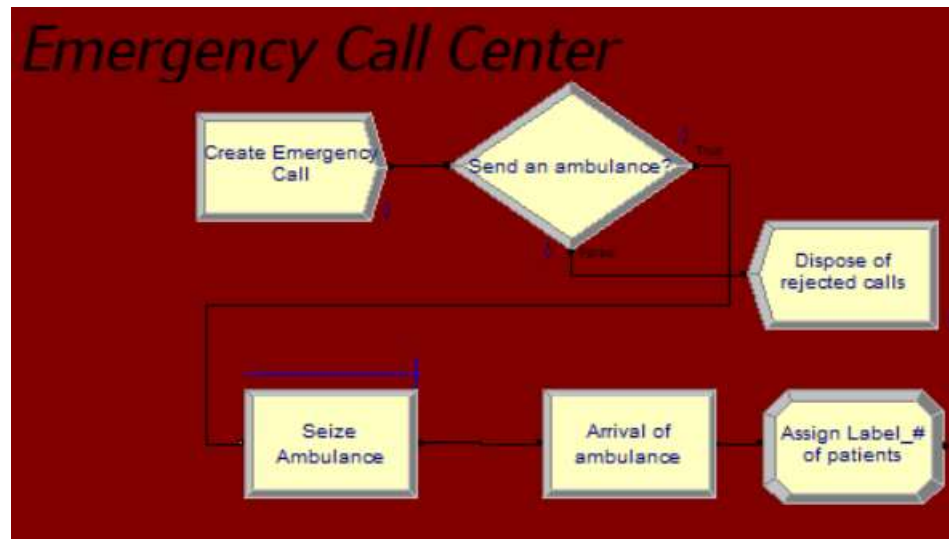 Emergency Call Center
Create Emergency
Call
Send an ambulance?
True
False
Dispose of
rejected calls
Seize
Ambulance
Arrival of
ambulance
Assign Label_#
of patients